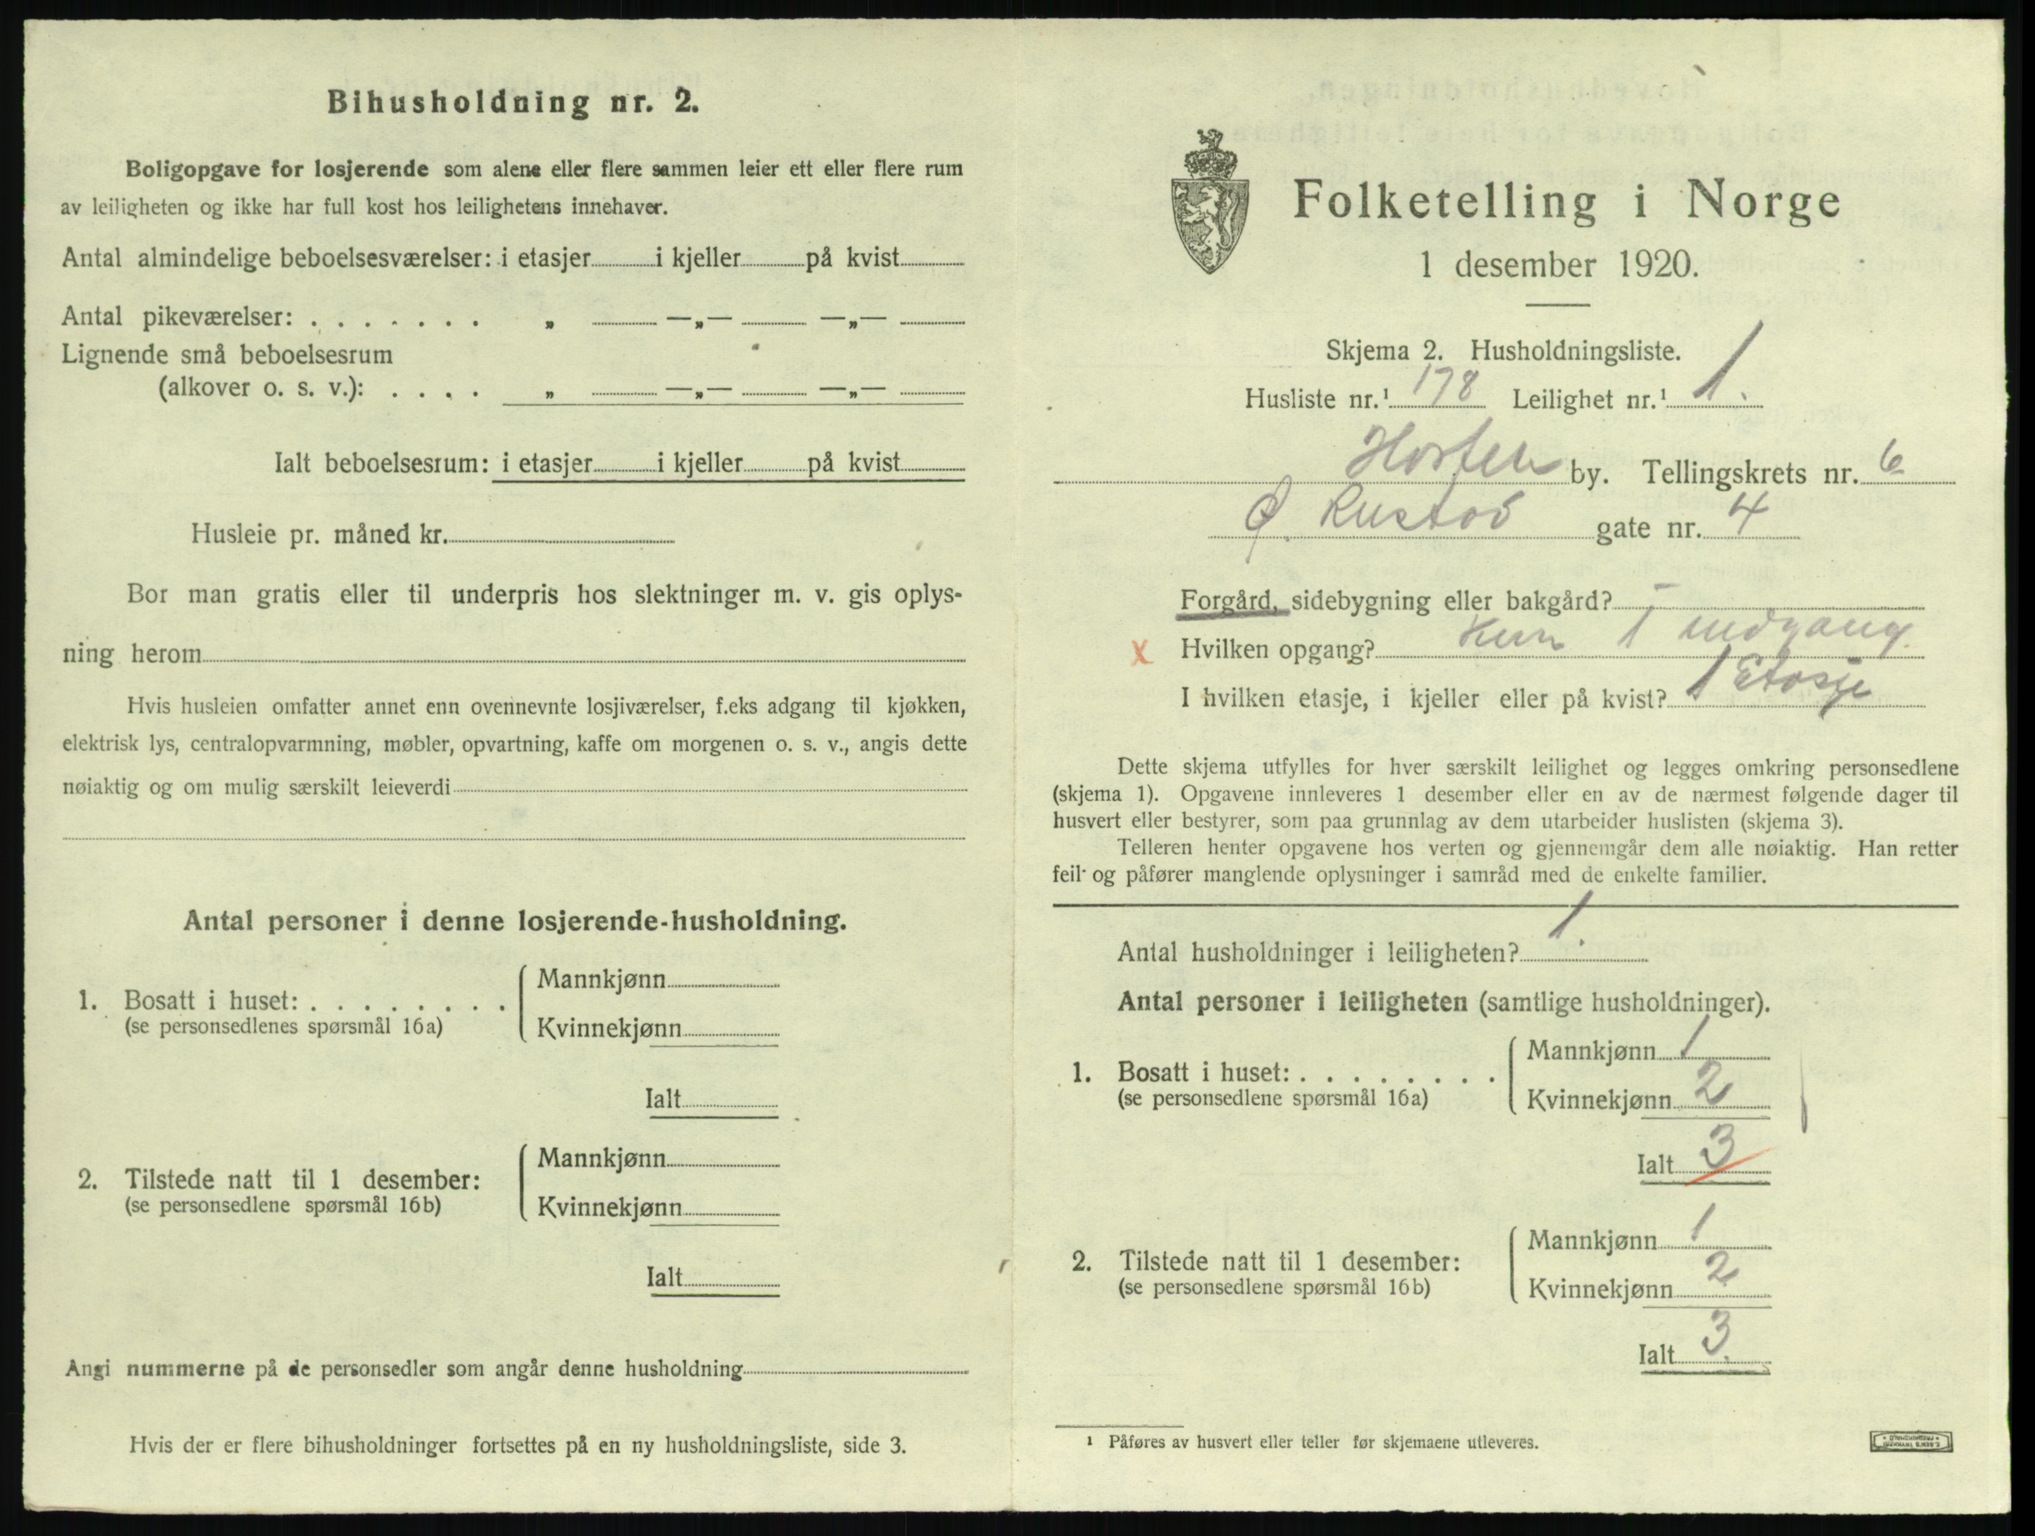 Bihusholdning nr. 2.
Boligopgave for losjerende som alene eller flere sammen leier ett eller flere rum
av leiligheten og ikke har full kost hos leilighetens innehaver.
Antal almindelige beboelsesværelser: i etasjer i kjeller på kvist
Antal pikeværelser: . . . . . . . „ —„— —„—
Lignende små beboelsesrum
(alkover o. s. v.): . . . . „ —„— —„—
Ialt beboelsesrum: i etasjer i kjeller på kvist
Husleie pr. måned kr.
Bor man gratis eller til underpris hos slektninger m. v. gis oplys-
ning herom
Hvis husleien omfatter annet enn ovennevnte losjiværelser, f.eks adgang til kjøkken,
elektrisk lys, centralopvarmning, møbler, opvartning, kaffe om morgenen o. s. v., angis dette
nøiaktig og om mulig særskilt leieverdi
Antal personer i denne losjerende-husholdning.
1. Bosatt i huset: . . . . . . . .
(se personsedlenes spørsmål 16a)
Mannkjønn
Kvinnekjønn
Ialt
2. Tilstede natt til 1 desember:
(se personsedlene spørsmål 16b)
Mannkjønn
Kvinnekjønn
Ialt
Angi nummerne på de personsedler som angår denne husholdning
Hvis der er flere bihusholdninger fortsettes på en ny husholdningsliste, side 3.
Folketelling i Norge
1 desember 1920.
Skjema 2. Husholdningsliste.
Husliste nr.¹ 178 Leilighet nr.¹ 1.
Horten by. Tellingskrets nr. 6
Ø. Rustad gate nr. 4
Forgård, sidebygning eller bakgård? —
x Hvilken opgang? Kun 1 indgang.
I hvilken etasje, i kjeller eller på kvist? 1 Etasje
Dette skjema utfylles for hver særskilt leilighet og legges omkring personsedlene
(skjema 1). Opgavene innleveres 1 desember eller en av de nærmest følgende dager til
husvert eller bestyrer, som paa grunnlag av dem utarbeider huslisten (skjema 3).
Telleren henter opgavene hos verten og gjennemgår dem alle nøiaktig. Han retter
feil og påfører manglende oplysninger i samråd med de enkelte familier.
Antal husholdninger i leiligheten? 1.
Antal personer i leiligheten (samtlige husholdninger).
1. Bosatt i huset: . . . . . . . .
(se personsedlene spørsmål 16a)
Mannkjønn 1
Kvinnekjønn 2
Ialt 3
2. Tilstede natt til 1 desember:
(se personsedlene spørsmål 16b)
Mannkjønn 1
Kvinnekjønn 2
Ialt 3.
¹ Påføres av husvert eller teller før skjemaene utleveres.